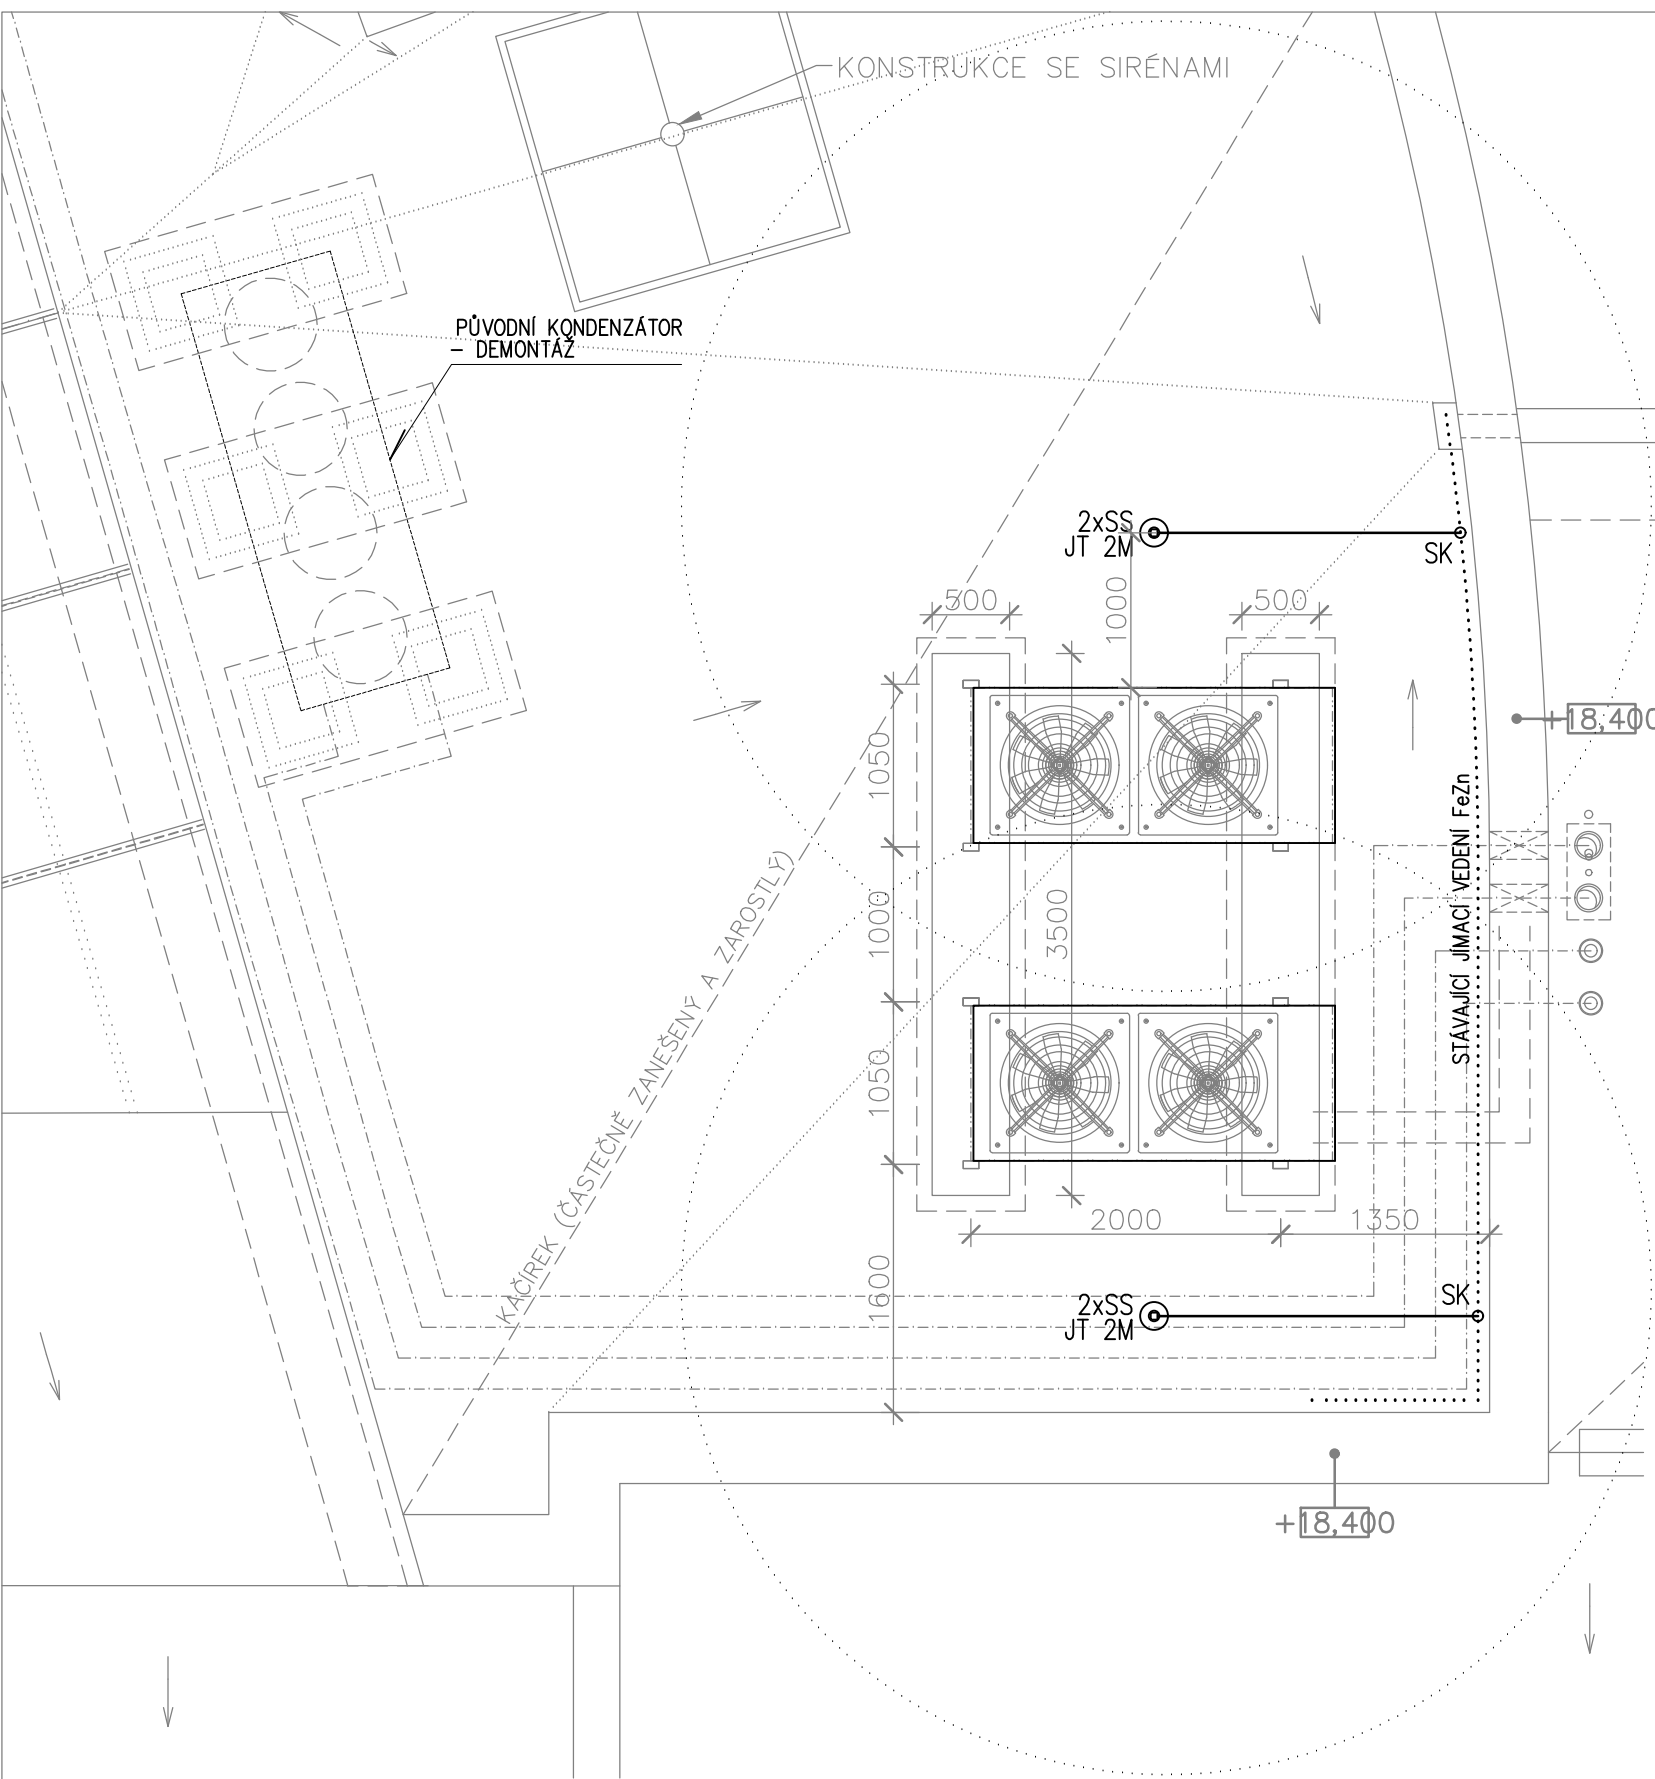 KONSTRUKCE SE SIRÉNAMI
PŮVODNÍ KONDENZÁTOR
- DEMONTÁŽ
2xSS
JT 2M
SK
1000
500
500
+18,400
1050
1000
3500
1050
STÁVAJÍCÍ JÍMACÍ VEDENÍ FeZn
KAČÍREK (ČÁSTEČNĚ ZANEŠENÝ A ZAROSTLÝ)
2000
1350
1600
2xSS
JT 2M
SK
+18,400